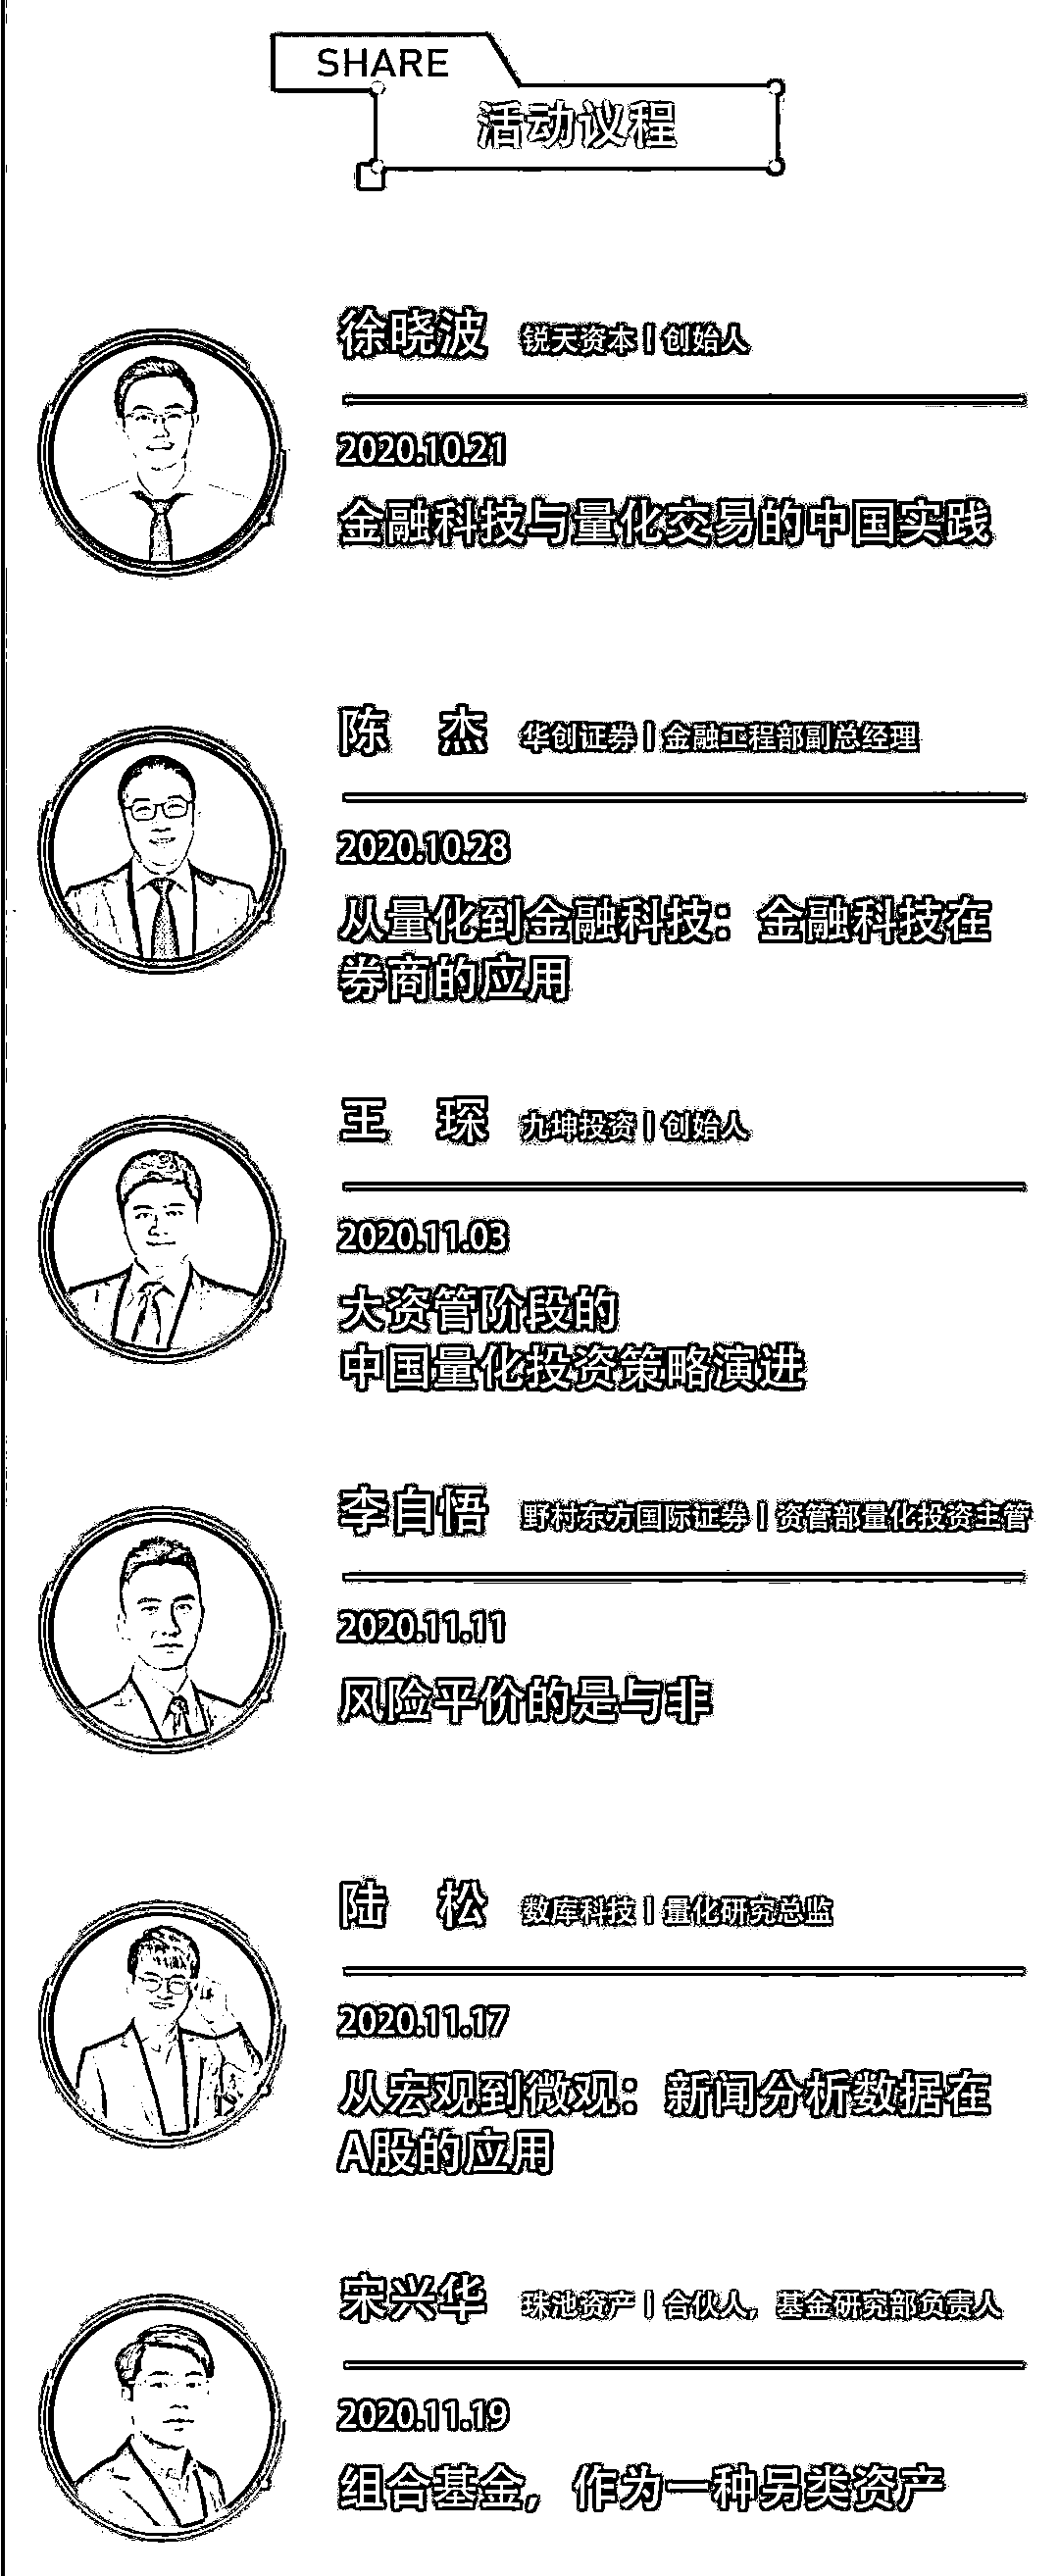 SHARE
活动议程
徐晓波 锐天资本 | 创始人
2020.10.21
金融科技与量化交易的中国实践
陈 杰 华创证券 | 金融工程部副总经理
2020.10.28
从量化到金融科技：金融科技在
券商的应用
王 琛 九坤投资 | 创始人
2020.11.03
大资管阶段的
中国量化投资策略演进
李自悟 野村东方国际证券 | 资管部量化投资主管
2020.11.11
风险平价的是与非
陆 松 数库科技 | 量化研究总监
2020.11.17
从宏观到微观：新闻分析数据在
A股的应用
宋兴华 珠池资产 | 合伙人，基金研究部负责人
2020.11.19
组合基金，作为一种另类资产